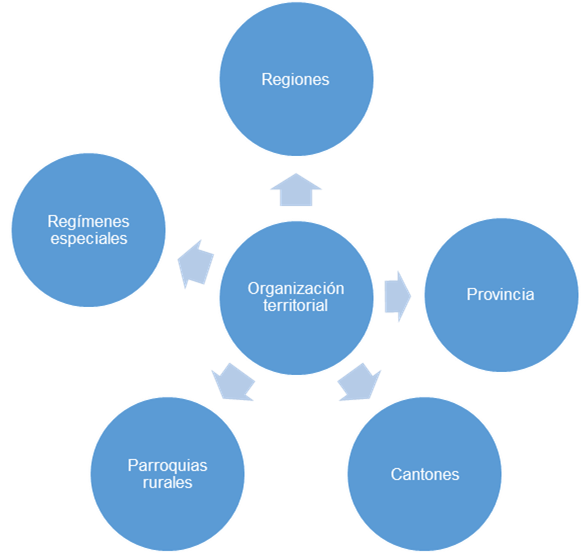 Regiones
Regímenes
especiales
Organización
territorial
Provincia
Parroquias
rurales
Cantones